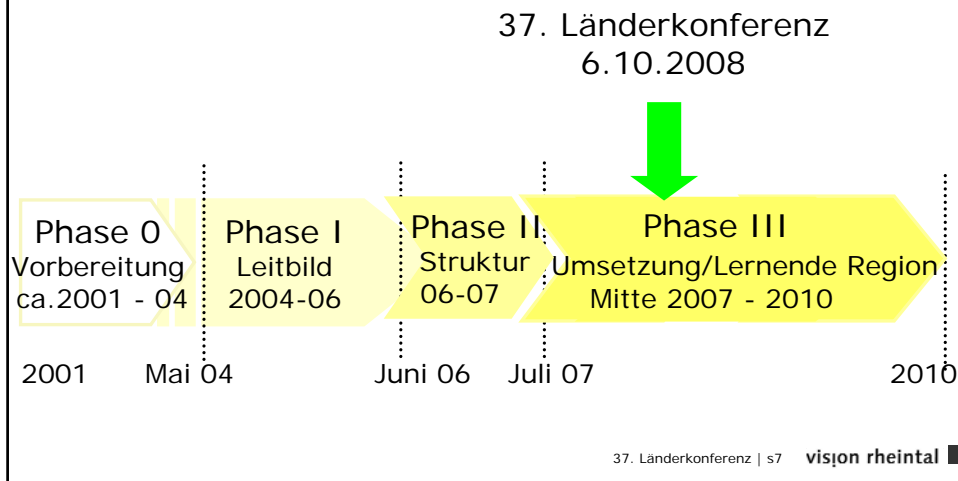 37. Länderkonferenz
6.10.2008
Phase 0
Vorbereitung
ca.2001 - 04
Phase I
Leitbild
2004-06
Phase II
Struktur
06-07
Phase III
Umsetzung/Lernende Region
Mitte 2007 - 2010
2001 Mai 04 Juni 06 Juli 07 2010
37. Länderkonferenz | s7 vision rheintal